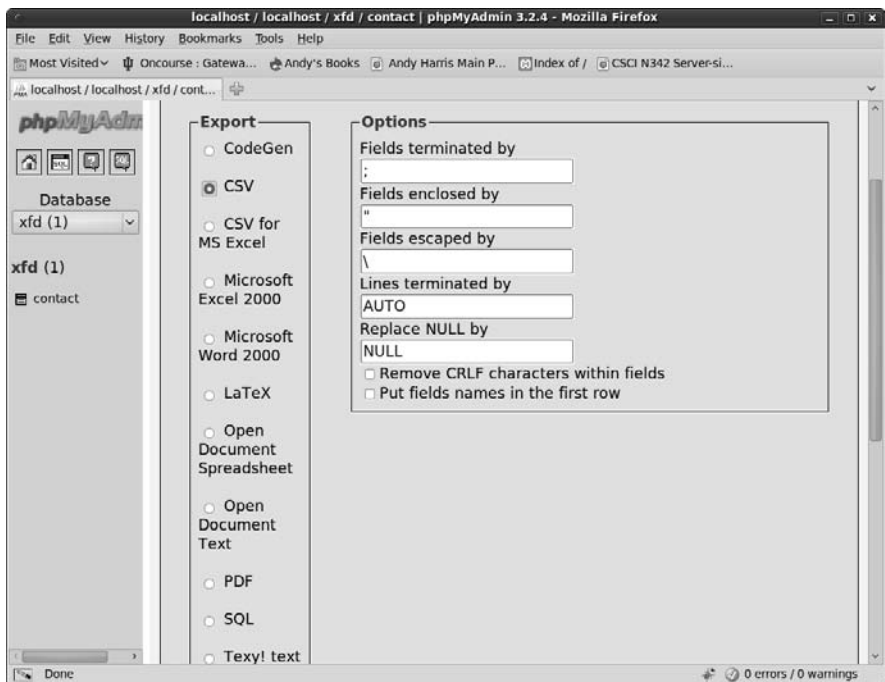 localhost / localhost / xfd / contact | phpMyAdmin 3.2.4 - Mozilla Firefox
File Edit View History Bookmarks Tools Help
Most Visited Oncourse : Gatewa... Andy's Books Andy Harris Main P... Index of / CSCI N342 Server-si...
localhost / localhost / xfd / cont...
phpMyAdm
SQL
Database
xfd (1)
xfd (1)
contact
Export
CodeGen
CSV
CSV for
MS Excel
Microsoft
Excel 2000
Microsoft
Word 2000
LaTeX
Open
Document
Spreadsheet
Open
Document
Text
PDF
SQL
Texy! text
Options
Fields terminated by
;
Fields enclosed by
"
Fields escaped by
\
Lines terminated by
AUTO
Replace NULL by
NULL
Remove CRLF characters within fields
Put fields names in the first row
Done
0 errors / 0 warnings